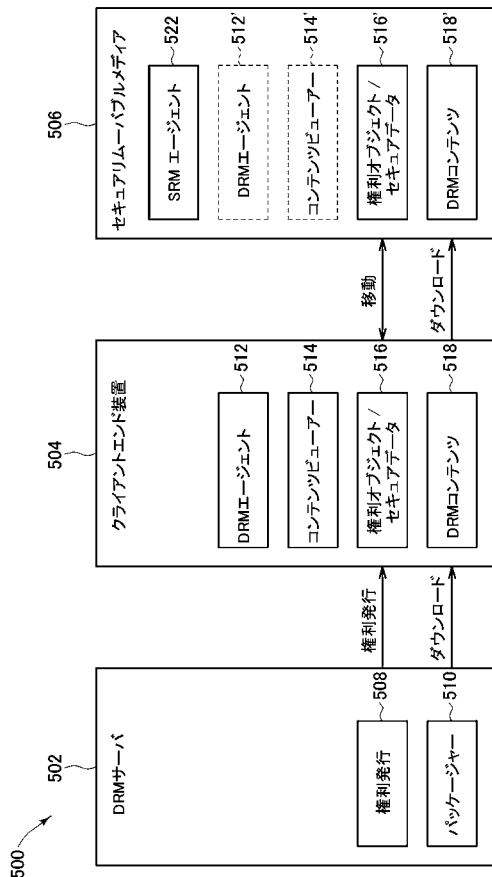 500
502
DRMサーバ
権利発行
508
パッケージャー
510
権利発行
ダウンロード
504
クライアントエンド装置
DRMエージェント
512
コンテンツビューアー
514
権利オブジェクト/
セキュアデータ
516
DRMコンテンツ
518
移動
ダウンロード
506
セキュアリムーバブルメディア
SRM エージェント
522
DRMエージェント
512'
コンテンツビューアー
514'
権利オブジェクト/
セキュアデータ
516'
DRMコンテンツ
518'